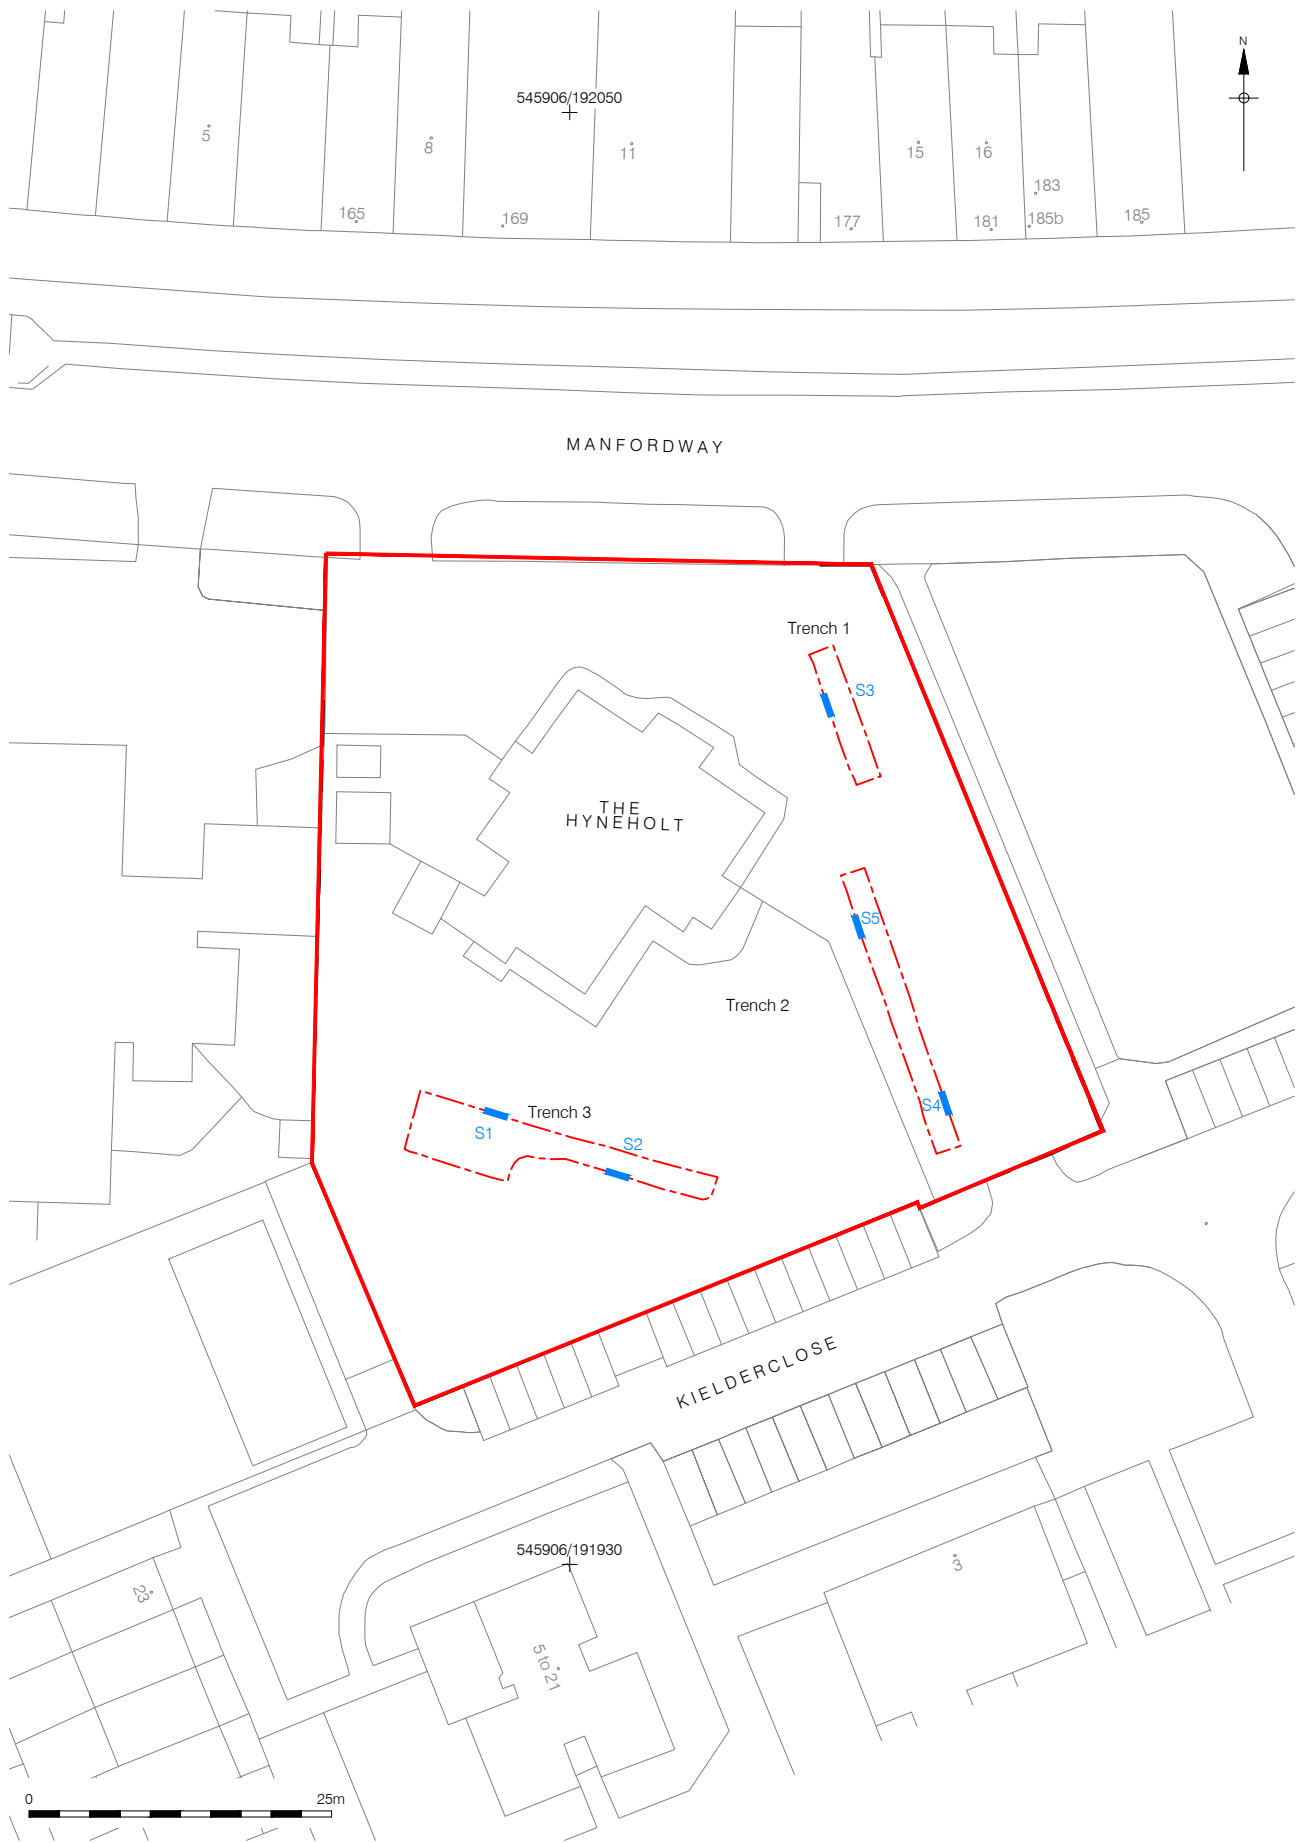 N
545906/192050
5
8
11
15
16
183
165
169
177
181
185b
185
MANFORDWAY
Trench 1
S3
THE
HYNEHOLT
S5
Trench 2
S4
Trench 3
S1
S2
KIELDERCLOSE
545906/191930
23
3
5 to 21
0
25m